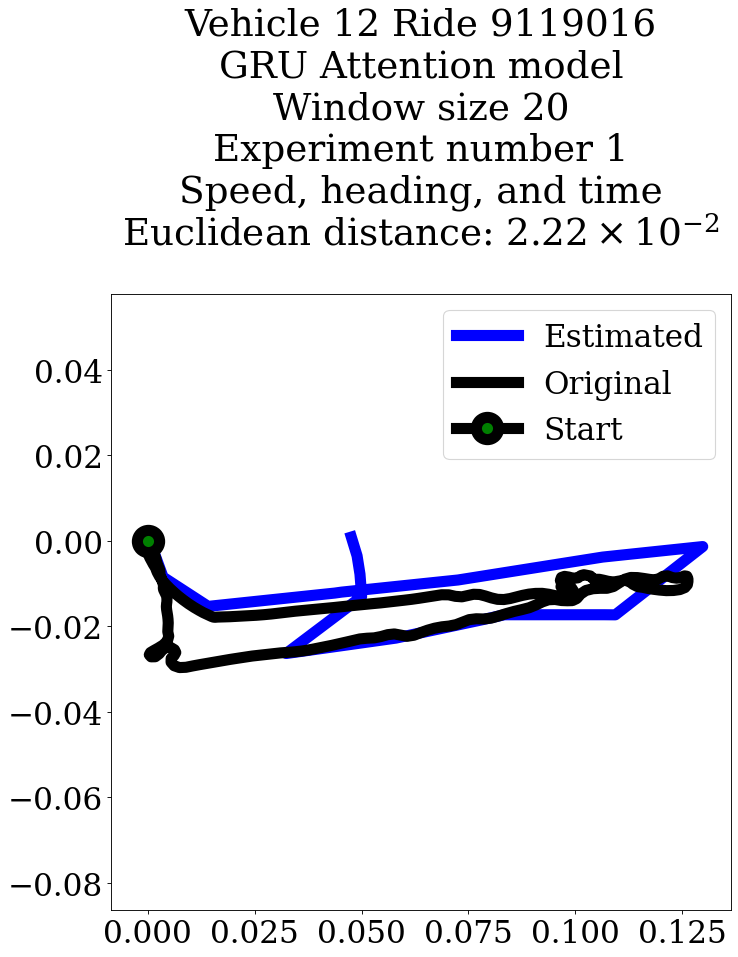 Vehicle 12 Ride 9119016
GRU Attention model
Window size 20
Experiment number 1
Speed, heading, and time
Euclidean distance: 2.22 × 10⁻²
Estimated
Original
Start
0.04
0.02
0.00
−0.02
−0.04
−0.06
−0.08
0.000 0.025 0.050 0.075 0.100 0.125